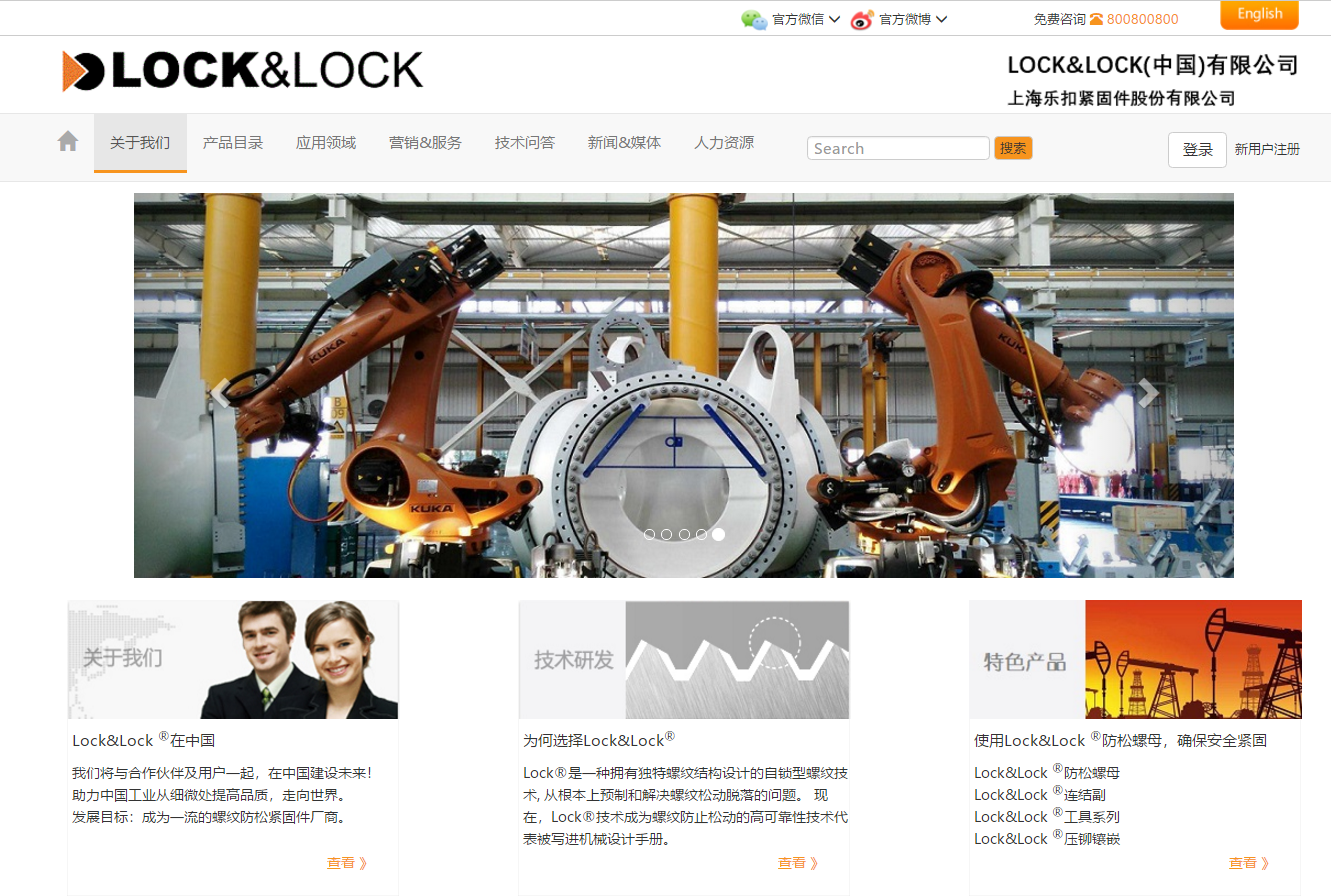 官方微信 官方微博 免费咨询 800800800 English
LOCK&LOCK
LOCK&LOCK(中国)有限公司
上海乐扣紧固件股份有限公司
关于我们 产品目录 应用领域 营销&服务 技术问答 新闻&媒体 人力资源 Search 搜索 登录 新用户注册
KUKA
KUKA
KUKA
关于我们
Lock&Lock ®在中国
我们将与合作伙伴及用户一起，在中国建设未来！
助力中国工业从细微处提高品质，走向世界。
发展目标：成为一流的螺纹防松紧固件厂商。
查看 》
技术研发
为何选择Lock&Lock®
Lock®是一种拥有独特螺纹结构设计的自锁型螺纹技
术, 从根本上预制和解决螺纹松动脱落的问题。 现
在，Lock®技术成为螺纹防止松动的高可靠性技术代
表被写进机械设计手册。
查看 》
特色产品
使用Lock&Lock ®防松螺母，确保安全紧固
Lock&Lock ®防松螺母
Lock&Lock ®连结副
Lock&Lock ®工具系列
Lock&Lock ®压铆镶嵌
查看 》